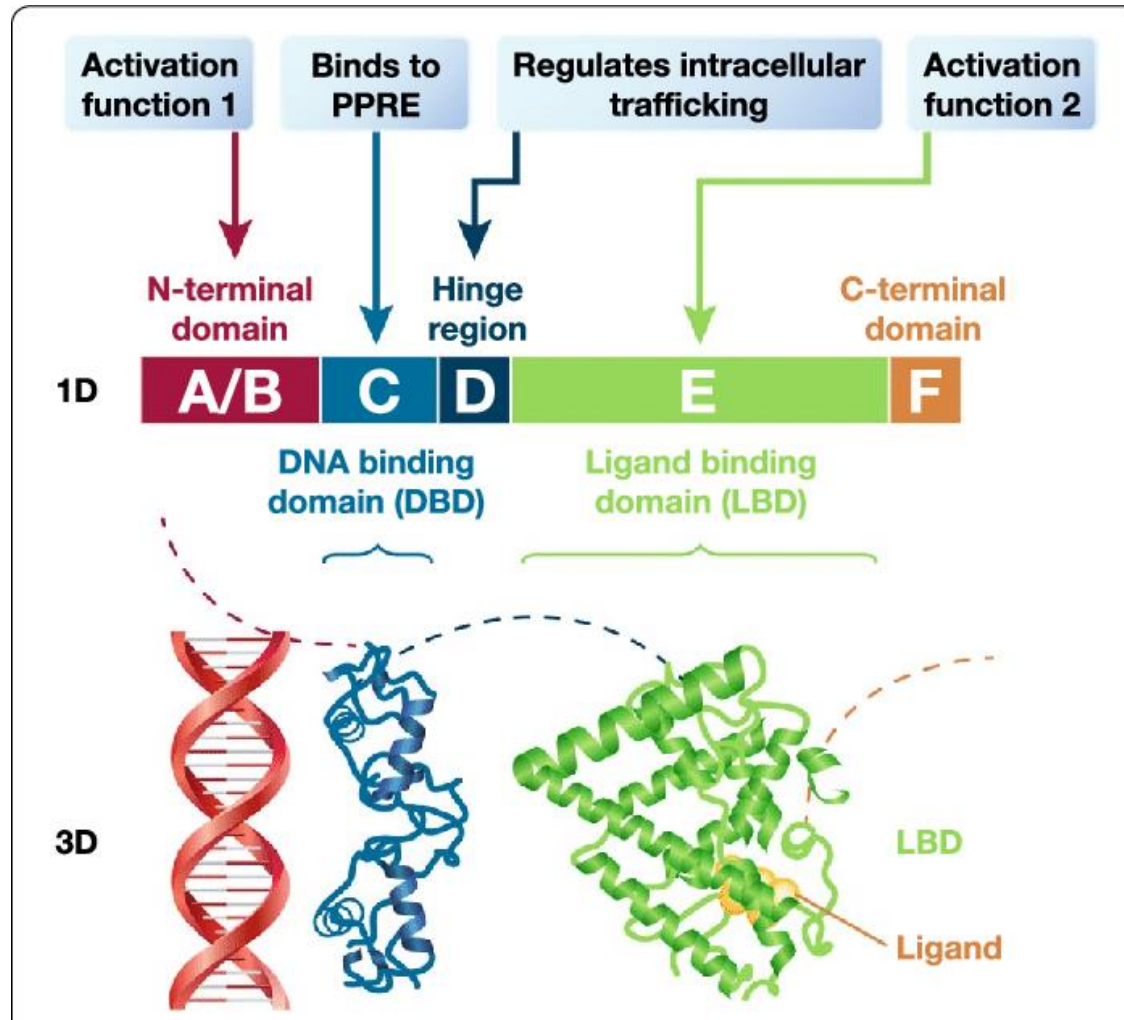 Activation
function 1
Binds to
PPRE
Regulates intracellular
trafficking
Activation
function 2
N-terminal
domain
Hinge
region
C-terminal
domain
1D
A/B
C
D
E
F
DNA binding
domain (DBD)
Ligand binding
domain (LBD)
3D
LBD
Ligand